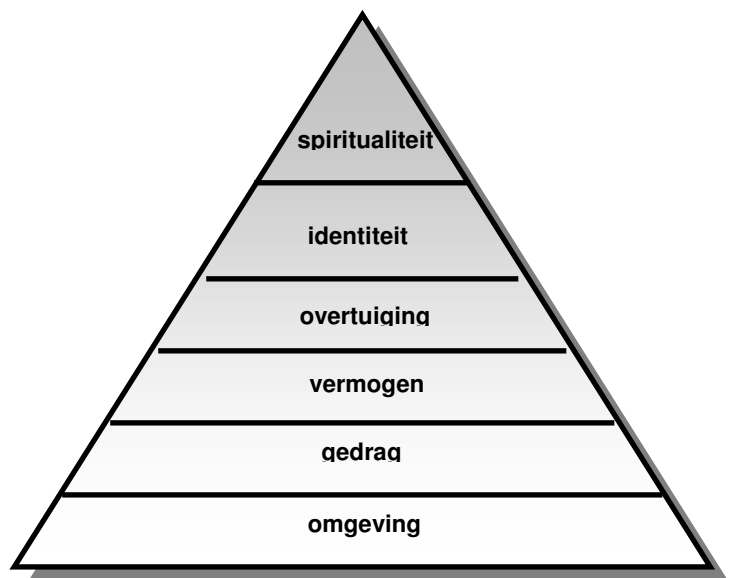 spiritualiteit
identiteit
overtuiging
vermogen
gedrag
omgeving